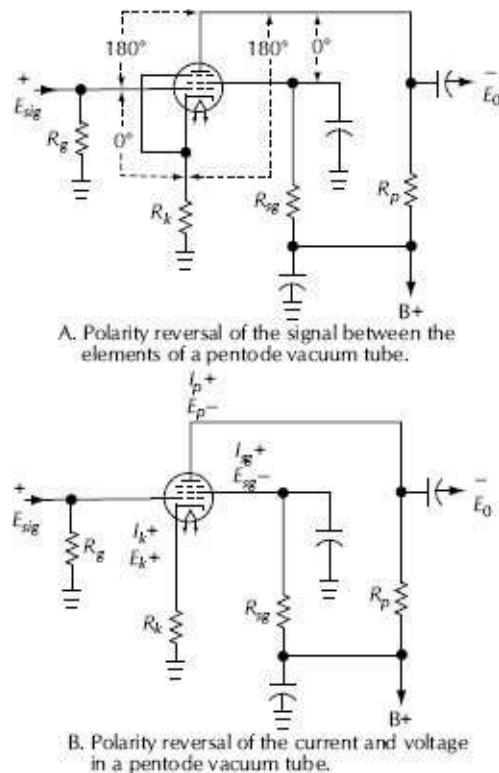 180°
180°
0°
+
E_sig
−
E_0
0°
R_g
R_k
R_sg
R_p
B+
A. Polarity reversal of the signal between the
elements of a pentode vacuum tube.
I_p+
E_p−
I_sg+
E_sg−
+
E_sig
−
E_0
I_k+
E_k+
R_g
R_k
R_sg
R_p
B+
B. Polarity reversal of the current and voltage
in a pentode vacuum tube.